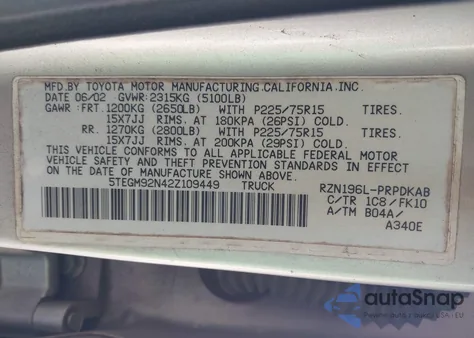 MFD. BY TOYOTA MOTOR MANUFACTURING.CALIFORNIA.INC.
DATE 06/02 GVWR:2315KG (5100LB)
GAWR:FRT.1200KG (2650LB) WITH P225/75R15 TIRES.
15X7JJ RIMS. AT 180KPA (26PSI) COLD.
RR. 1270KG (2800LB) WITH P225/75R15 TIRES.
15X7JJ RIMS. AT 200KPA (29PSI) COLD.
THIS VEHICLE CONFORMS TO ALL APPLICABLE FEDERAL MOTOR
VEHICLE SAFETY AND THEFT PREVENTION STANDARDS IN
EFFECT ON THE DATE OF MANUFACTURE SHOWN ABOVE.
5TEGM92N42Z109449 TRUCK RZN196L-PRPDKAB
C/TR 1C8/FK10
A/TM B04A/
A340E
autoSnap